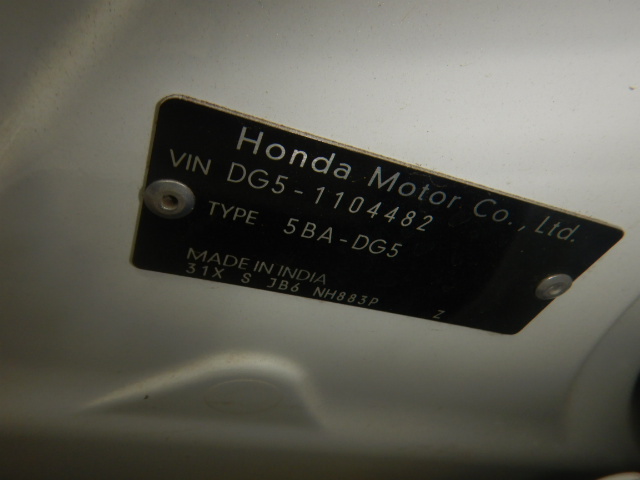 Honda Motor Co., Ltd.
VIN DG5-1104482
TYPE 5BA-DG5
MADE IN INDIA
31X S JB6 NH883P Z